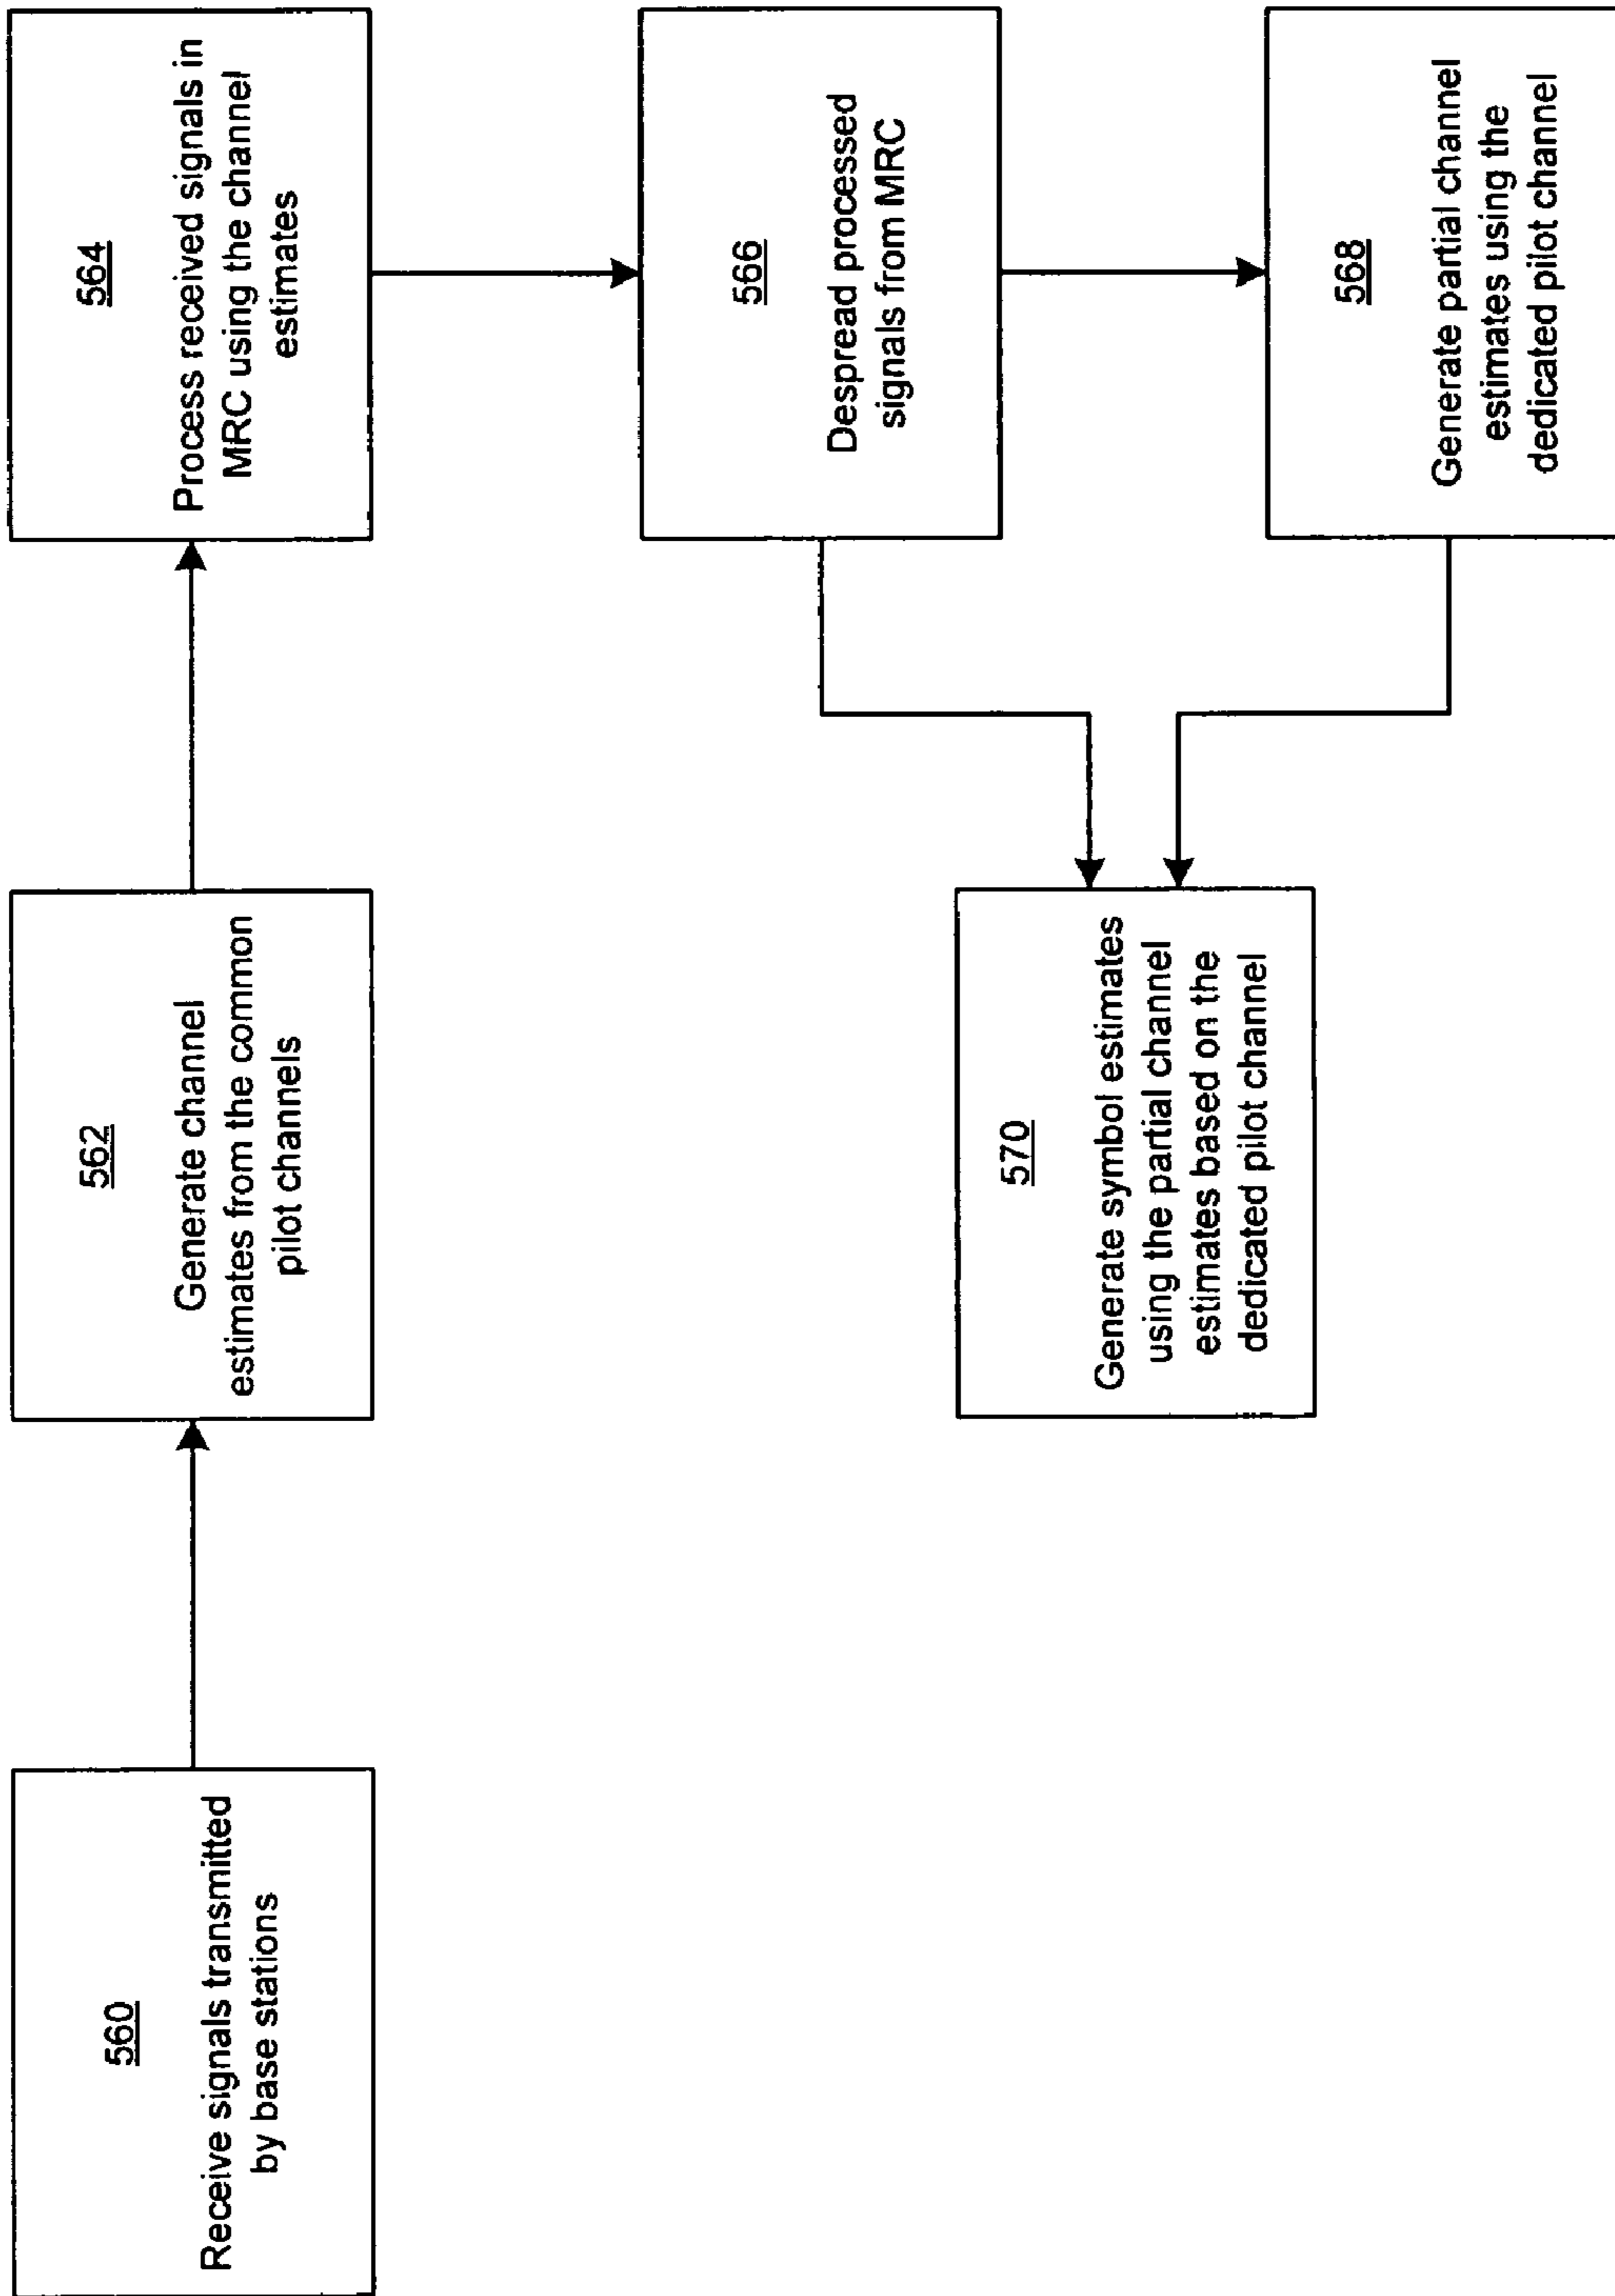 560
Receive signals transmitted
by base stations
562
Generate channel
estimates from the common
pilot channels
564
Process received signals in
MRC using the channel
estimates
566
Despread processed
signals from MRC
568
Generate partial channel
estimates using the
dedicated pilot channel
570
Generate symbol estimates
using the partial channel
estimates based on the
dedicated pilot channel